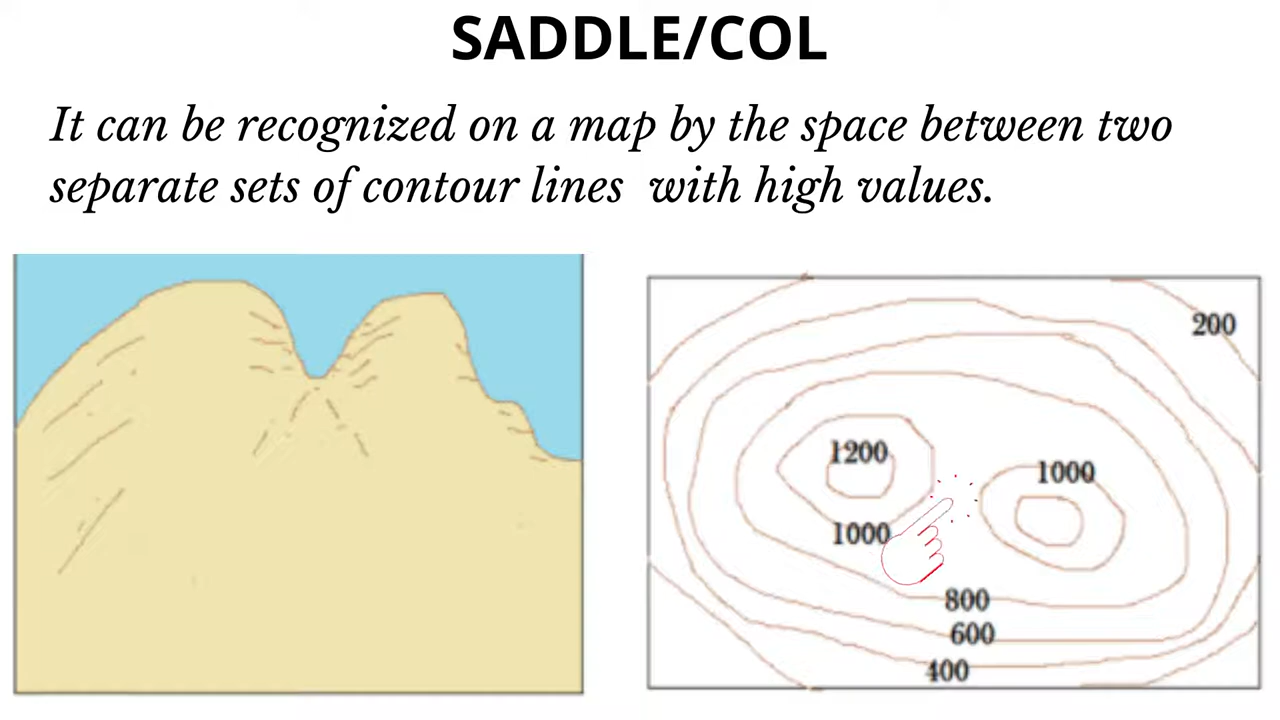 SADDLE/COL
It can be recognized on a map by the space between two
separate sets of contour lines with high values.
200
1200
1000
1000
800
600
400